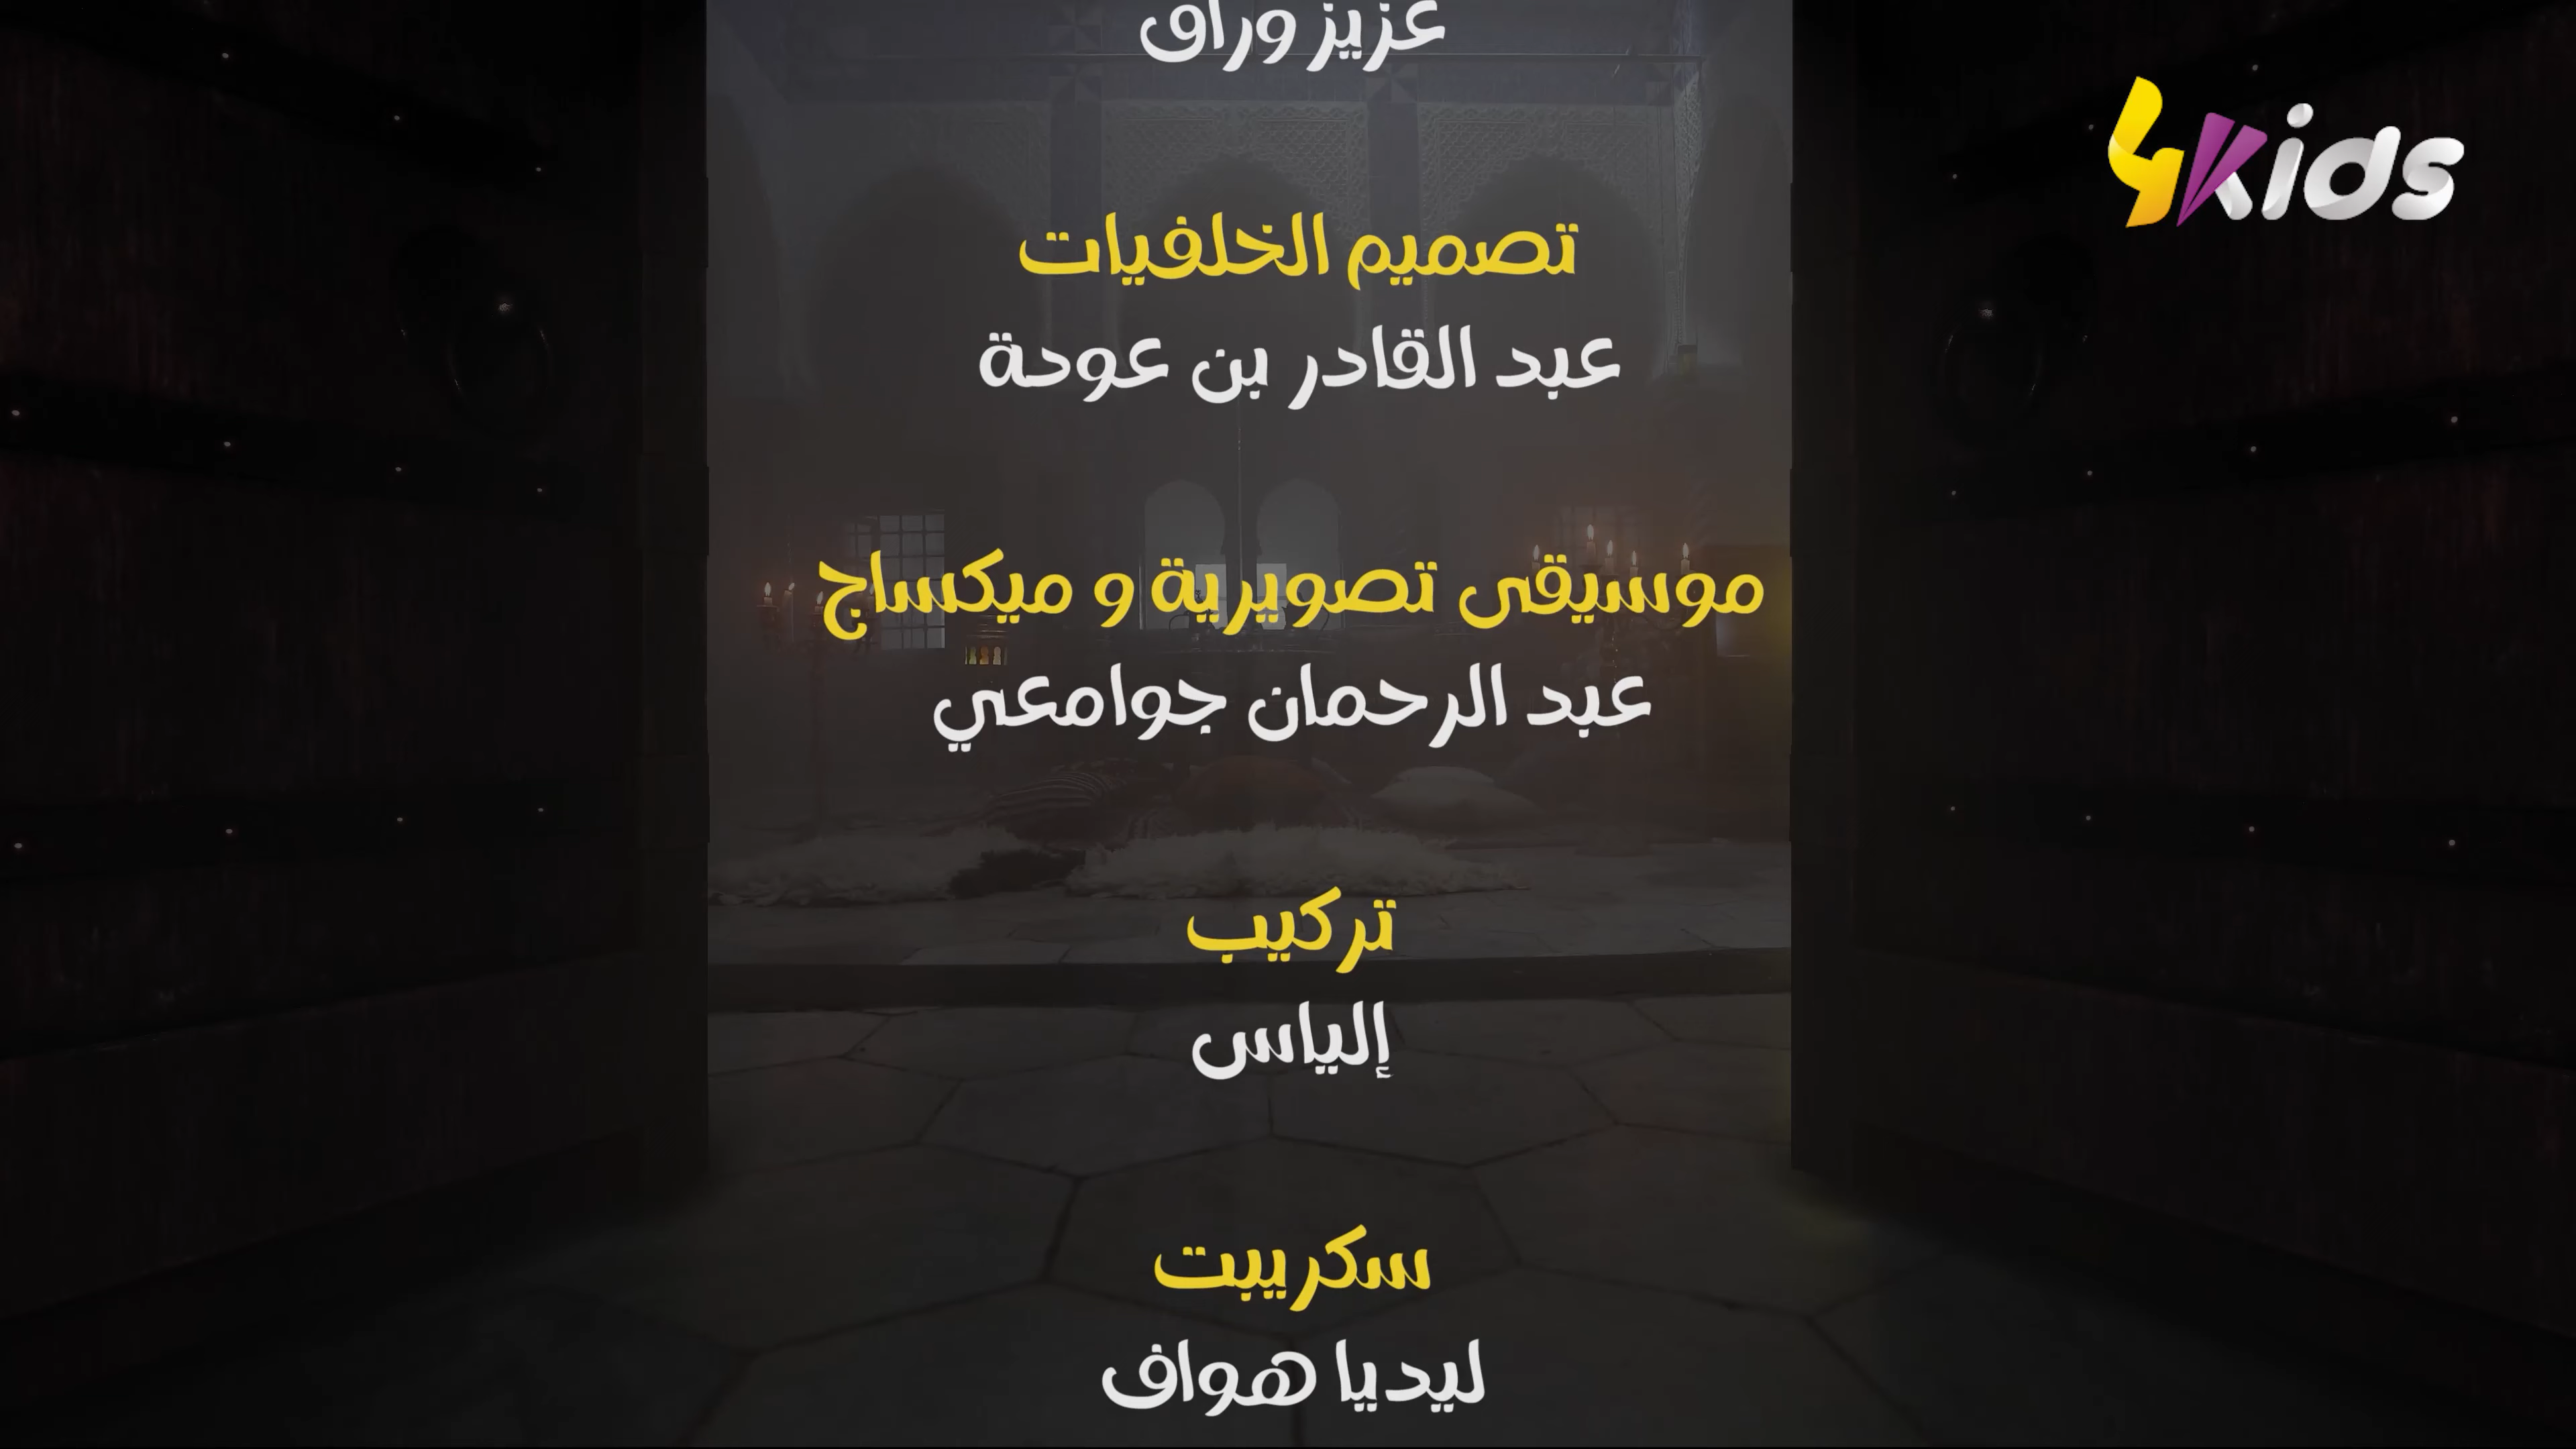 عزيز وراق
4Kids
تصميم الخلفيات
عبد القادر بن عودة
موسيقى تصويرية و ميكساج
عبد الرحمان جوامعي
تركيب
إلياس
سكريبت
ليديا هواف